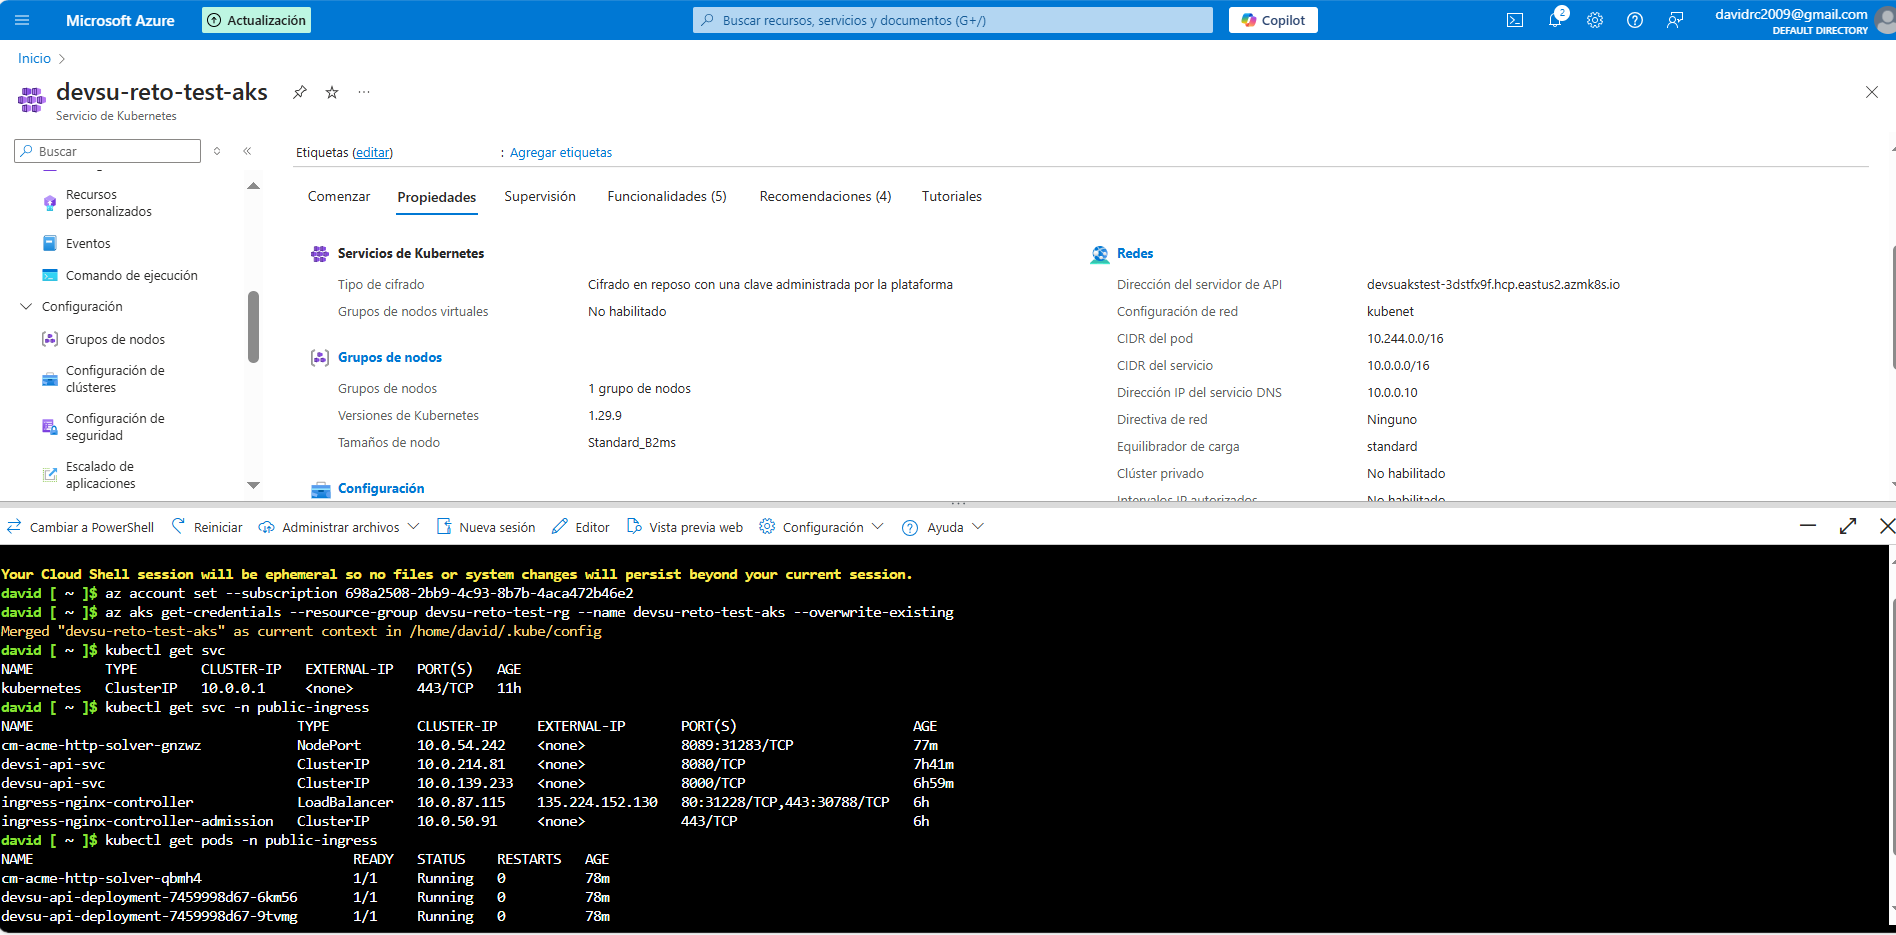 Microsoft Azure
Actualización
Buscar recursos, servicios y documentos (G+/)
Copilot
2
davidrc2009@gmail.com
DEFAULT DIRECTORY
Inicio
devsu-reto-test-aks
Servicio de Kubernetes
Buscar
Recursos
personalizados
Eventos
Comando de ejecución
Configuración
Grupos de nodos
Configuración de
clústeres
Configuración de
seguridad
Escalado de
aplicaciones
Etiquetas (editar) : Agregar etiquetas
Comenzar Propiedades Supervisión Funcionalidades (5) Recomendaciones (4) Tutoriales
Servicios de Kubernetes
Tipo de cifrado Cifrado en reposo con una clave administrada por la plataforma
Grupos de nodos virtuales No habilitado
Grupos de nodos
Grupos de nodos 1 grupo de nodos
Versiones de Kubernetes 1.29.9
Tamaños de nodo Standard_B2ms
Configuración
Redes
Dirección del servidor de API devsuakstest-3dstfx9f.hcp.eastus2.azmk8s.io
Configuración de red kubenet
CIDR del pod 10.244.0.0/16
CIDR del servicio 10.0.0.0/16
Dirección IP del servicio DNS 10.0.0.10
Directiva de red Ninguno
Equilibrador de carga standard
Clúster privado No habilitado
Intervalos IP autorizados No habilitado
Cambiar a PowerShell Reiniciar Administrar archivos Nueva sesión Editor Vista previa web Configuración Ayuda
Your Cloud Shell session will be ephemeral so no files or system changes will persist beyond your current session.
david [ ~ ]$ az account set --subscription 698a2508-2bb9-4c93-8b7b-4aca472b46e2
david [ ~ ]$ az aks get-credentials --resource-group devsu-reto-test-rg --name devsu-reto-test-aks --overwrite-existing
Merged "devsu-reto-test-aks" as current context in /home/david/.kube/config
david [ ~ ]$ kubectl get svc
NAME TYPE CLUSTER-IP EXTERNAL-IP PORT(S) AGE
kubernetes ClusterIP 10.0.0.1 <none> 443/TCP 11h
david [ ~ ]$ kubectl get svc -n public-ingress
NAME TYPE CLUSTER-IP EXTERNAL-IP PORT(S) AGE
cm-acme-http-solver-gnzwz NodePort 10.0.54.242 <none> 8089:31283/TCP 77m
devsi-api-svc ClusterIP 10.0.214.81 <none> 8080/TCP 7h41m
devsu-api-svc ClusterIP 10.0.139.233 <none> 8000/TCP 6h59m
ingress-nginx-controller LoadBalancer 10.0.87.115 135.224.152.130 80:31228/TCP,443:30788/TCP 6h
ingress-nginx-controller-admission ClusterIP 10.0.50.91 <none> 443/TCP 6h
david [ ~ ]$ kubectl get pods -n public-ingress
NAME READY STATUS RESTARTS AGE
cm-acme-http-solver-qbmh4 1/1 Running 0 78m
devsu-api-deployment-7459998d67-6km56 1/1 Running 0 78m
devsu-api-deployment-7459998d67-9tvmg 1/1 Running 0 78m